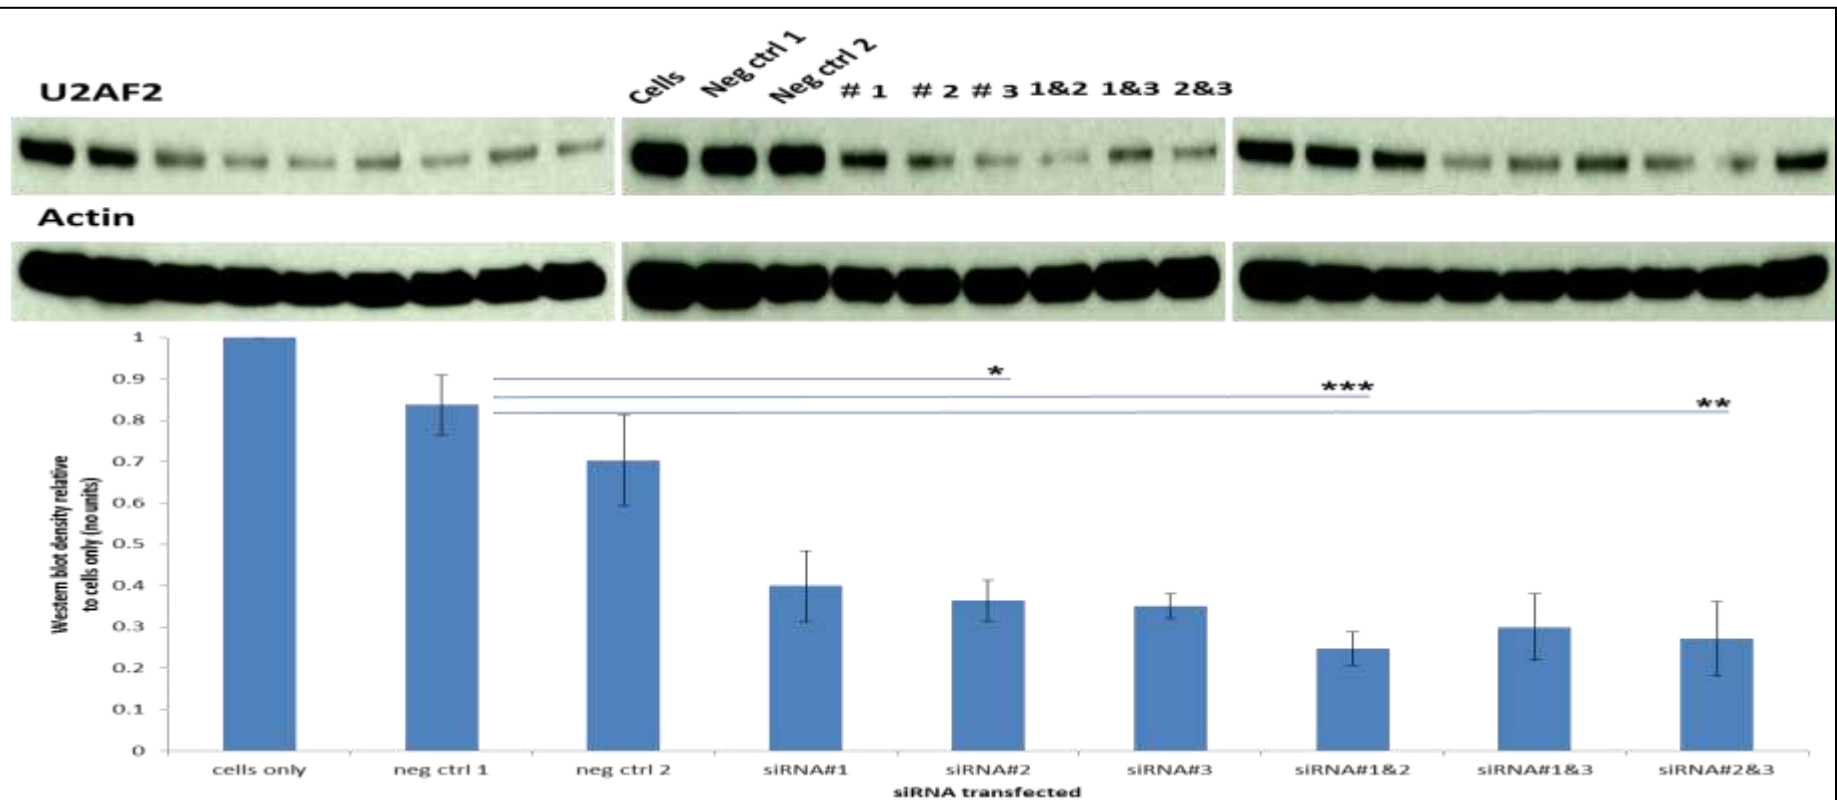 U2AF2
Cells Neg ctrl 1 Neg ctrl 2 # 1 # 2 # 3 1&2 1&3 2&3
Actin
1
0.9
0.8
0.7
0.6
0.5
0.4
0.3
0.2
0.1
0
Western blot density relative
to cells only (no units)
*
***
**
cells only neg ctrl 1 neg ctrl 2 siRNA#1 siRNA#2 siRNA#3 siRNA#1&2 siRNA#1&3 siRNA#2&3
siRNA transfected